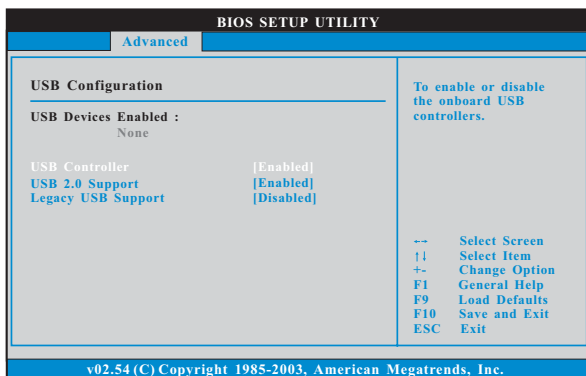 BIOS SETUP UTILITY
Advanced
USB Configuration
USB Devices Enabled :
None
USB Controller [Enabled]
USB 2.0 Support [Enabled]
Legacy USB Support [Disabled]
To enable or disable
the onboard USB
controllers.
←→ Select Screen
↑↓ Select Item
+- Change Option
F1 General Help
F9 Load Defaults
F10 Save and Exit
ESC Exit
v02.54 (C) Copyright 1985-2003, American Megatrends, Inc.